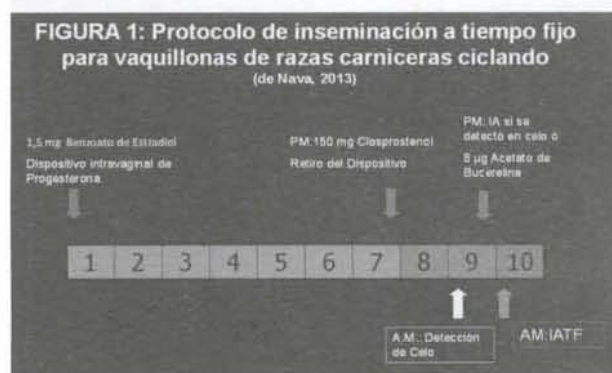 FIGURA 1: Protocolo de inseminación a tiempo fijo
para vaquillonas de razas carniceras ciclando
(de Nava, 2013)
1,5 mg Benzoato de Estradiol
Dispositivo intravaginal de
Progesterona
PM:150 mg Closprostenol
Retiro del Dispositivo
PM: IA si se
detectó en celo ó
8 µg Acetato de
Bucerelina
1 2 3 4 5 6 7 8 9 10
A.M.: Detección
de Celo
AM:IATF